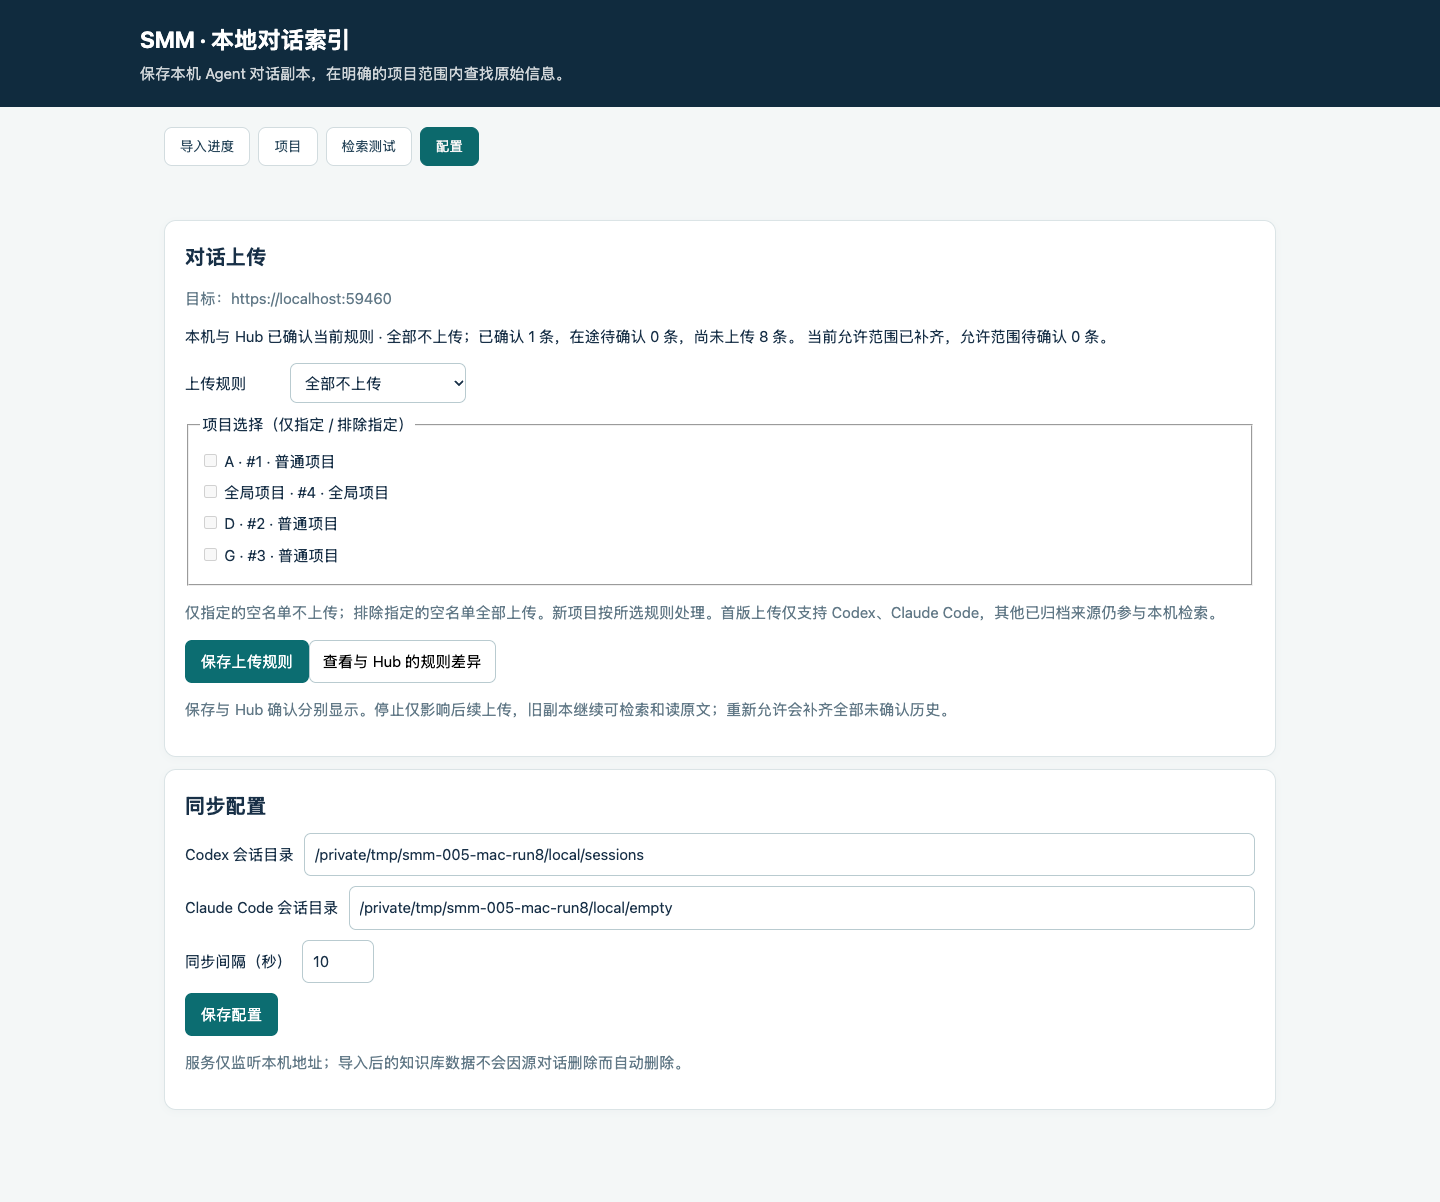 SMM · 本地对话索引
保存本机 Agent 对话副本，在明确的项目范围内查找原始信息。
导入进度 项目 检索测试 配置
对话上传
目标：https://localhost:59460
本机与 Hub 已确认当前规则 · 全部不上传；已确认 1 条，在途待确认 0 条，尚未上传 8 条。 当前允许范围已补齐，允许范围待确认 0 条。
上传规则 全部不上传
项目选择（仅指定 / 排除指定）
A · #1 · 普通项目
全局项目 · #4 · 全局项目
D · #2 · 普通项目
G · #3 · 普通项目
仅指定的空名单不上传；排除指定的空名单全部上传。新项目按所选规则处理。首版上传仅支持 Codex、Claude Code，其他已归档来源仍参与本机检索。
保存上传规则 查看与 Hub 的规则差异
保存与 Hub 确认分别显示。停止仅影响后续上传，旧副本继续可检索和读原文；重新允许会补齐全部未确认历史。
同步配置
Codex 会话目录 /private/tmp/smm-005-mac-run8/local/sessions
Claude Code 会话目录 /private/tmp/smm-005-mac-run8/local/empty
同步间隔（秒） 10
保存配置
服务仅监听本机地址；导入后的知识库数据不会因源对话删除而自动删除。